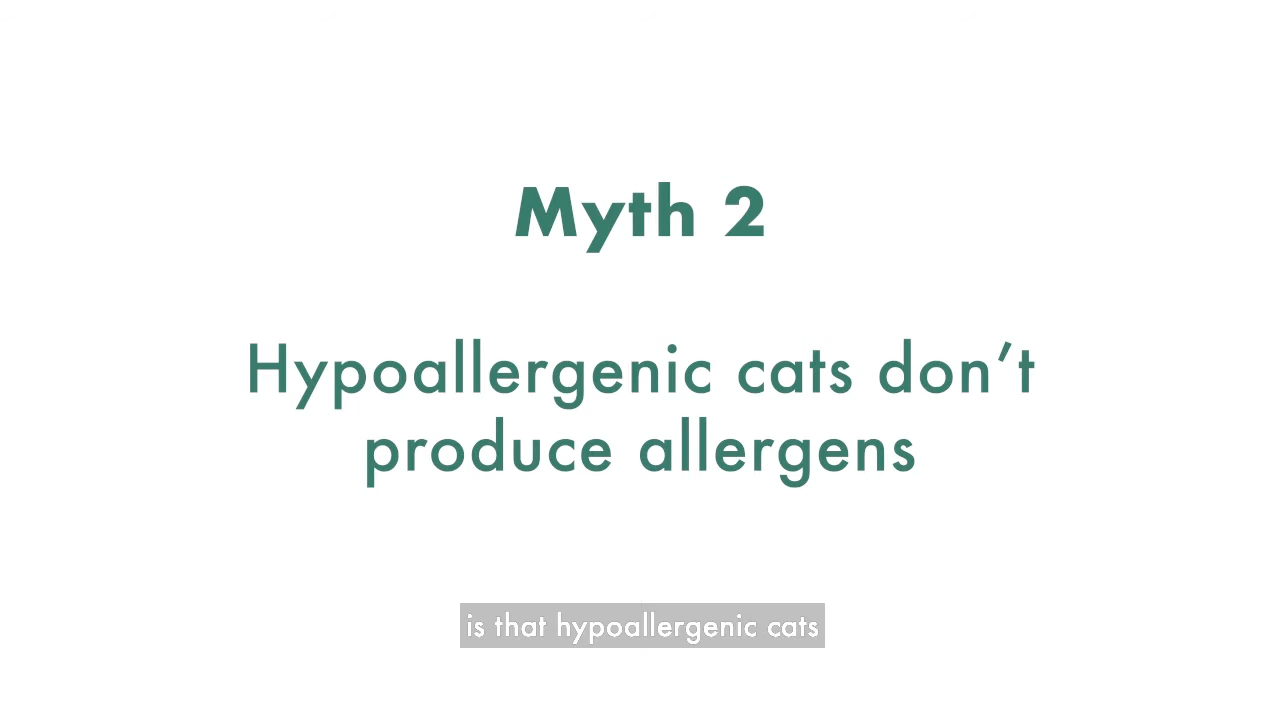 Myth 2
Hypoallergenic cats don’t
produce allergens
is that hypoallergenic cats